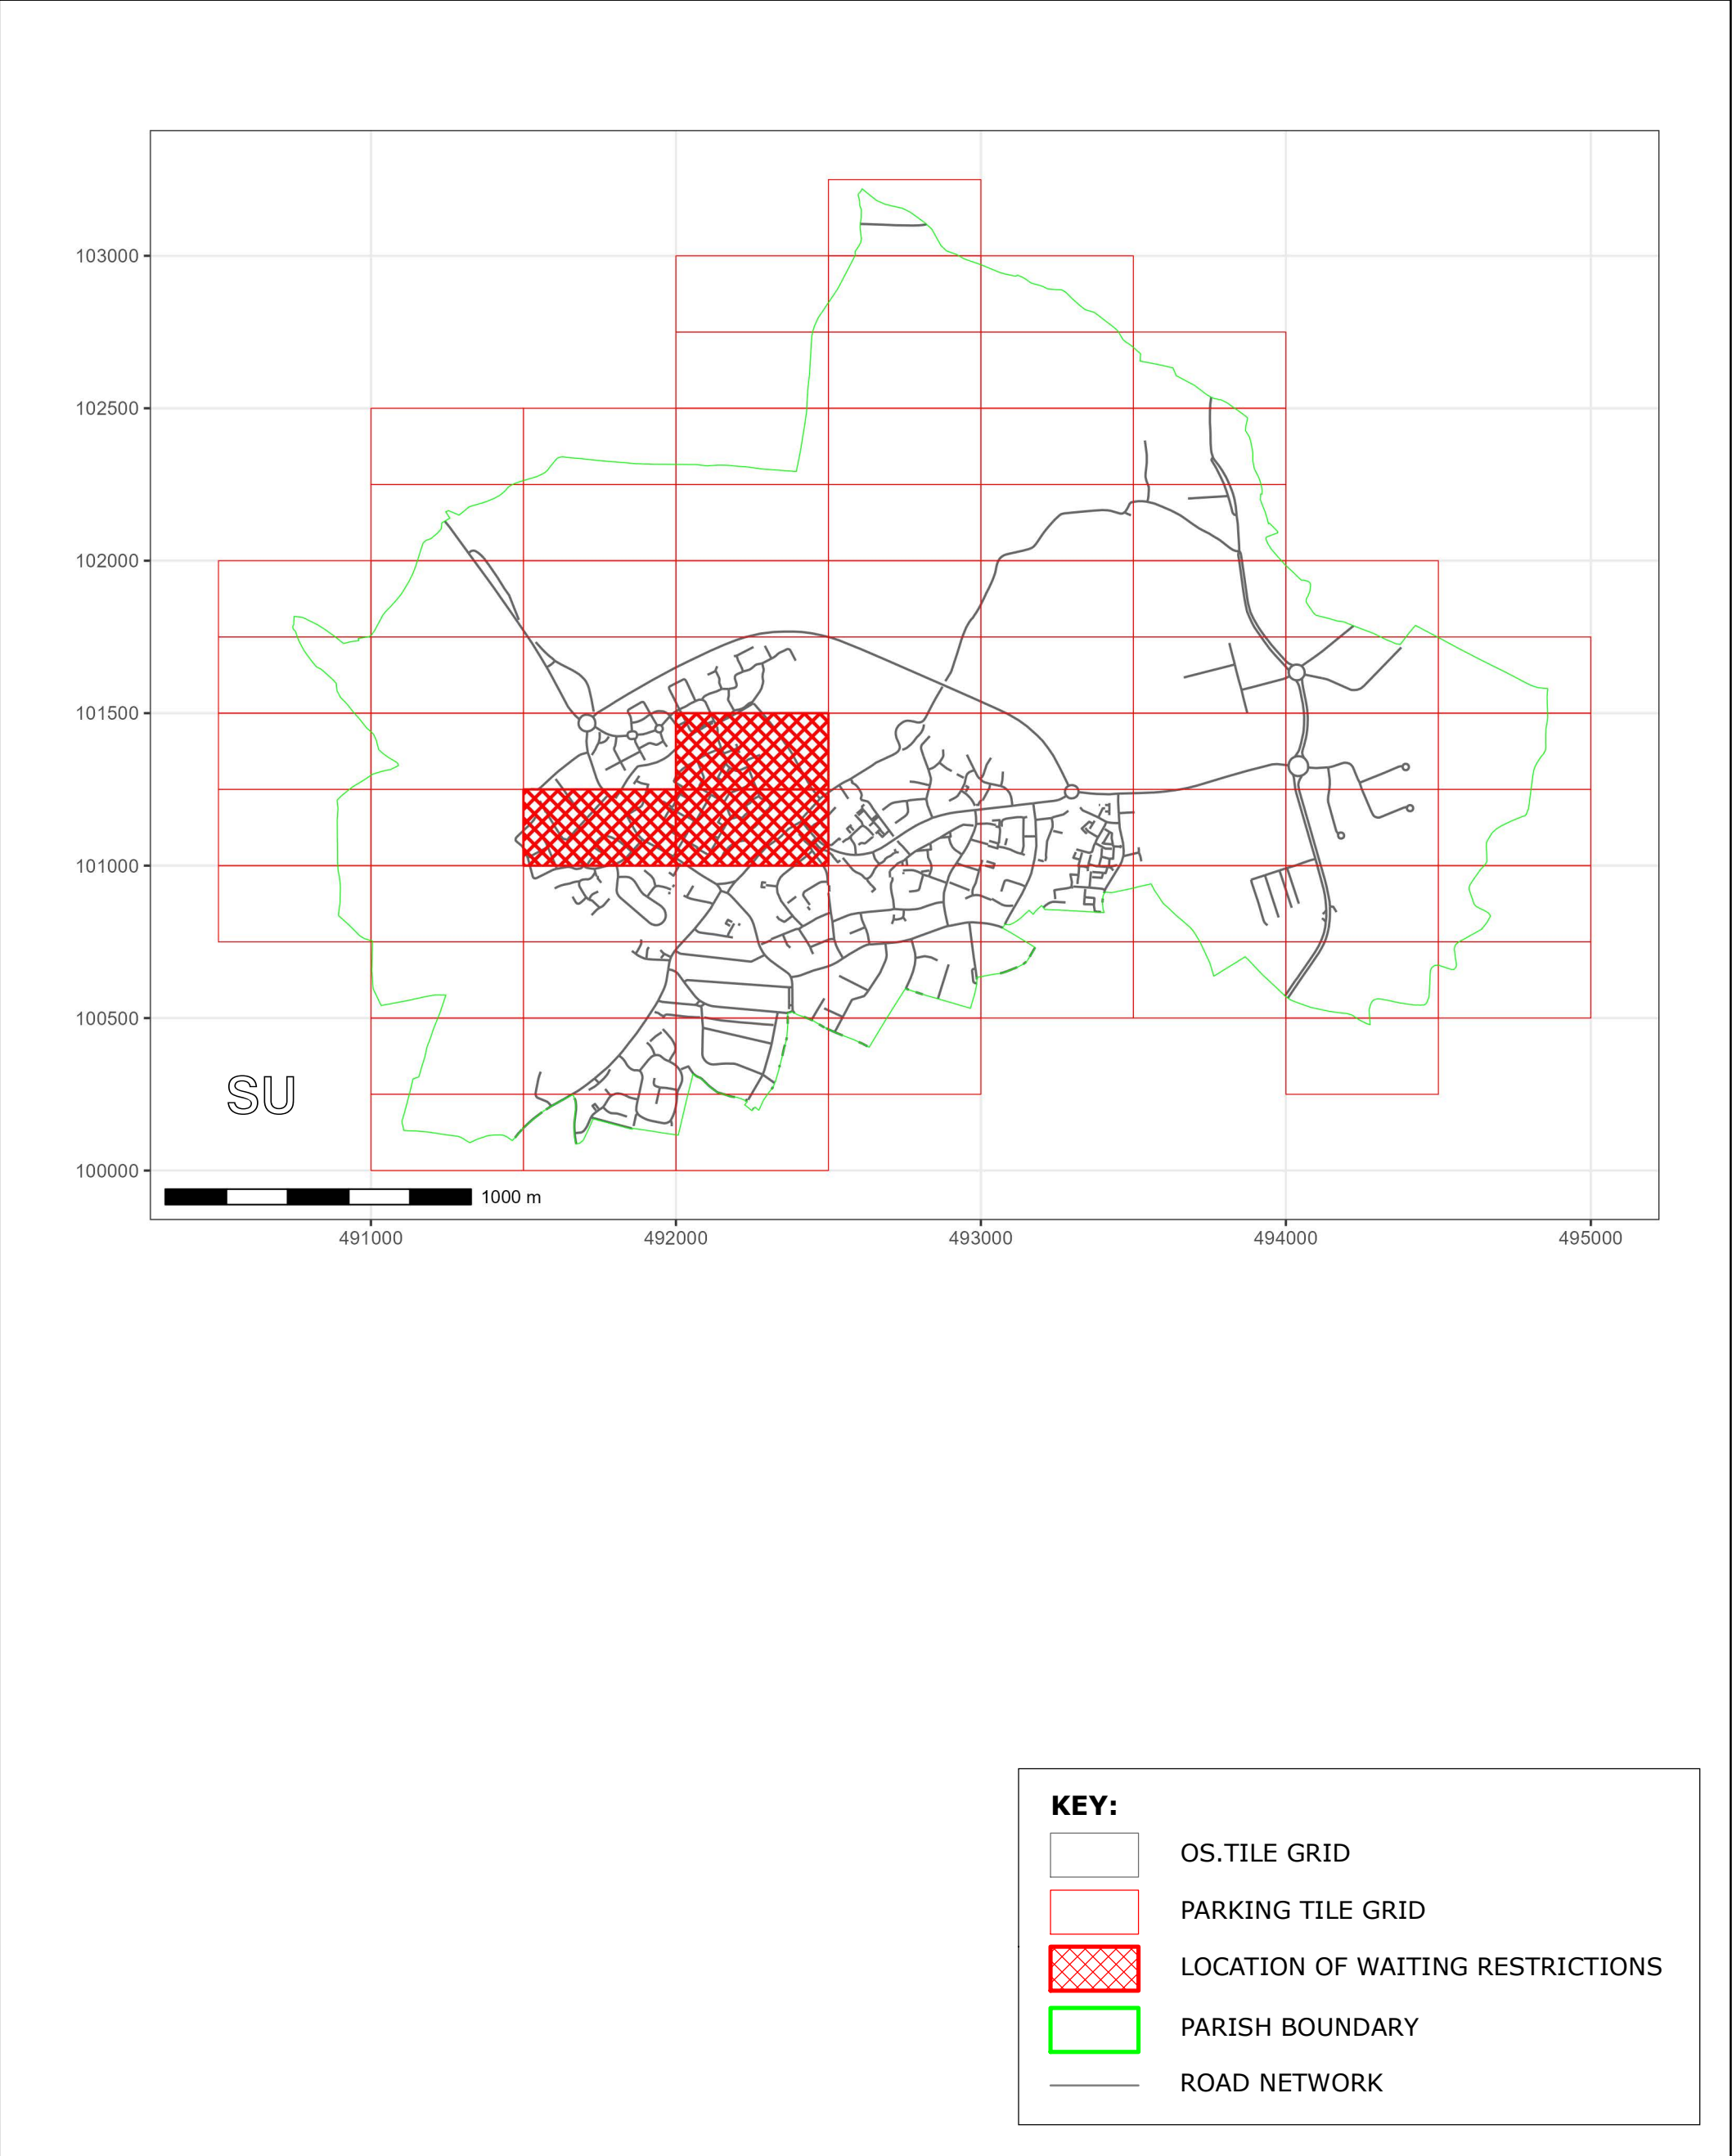 103000
102500
102000
101500
101000
100500
100000
SU
1000 m
491000 492000 493000 494000 495000
KEY:
OS.TILE GRID
PARKING TILE GRID
LOCATION OF WAITING RESTRICTIONS
PARISH BOUNDARY
ROAD NETWORK